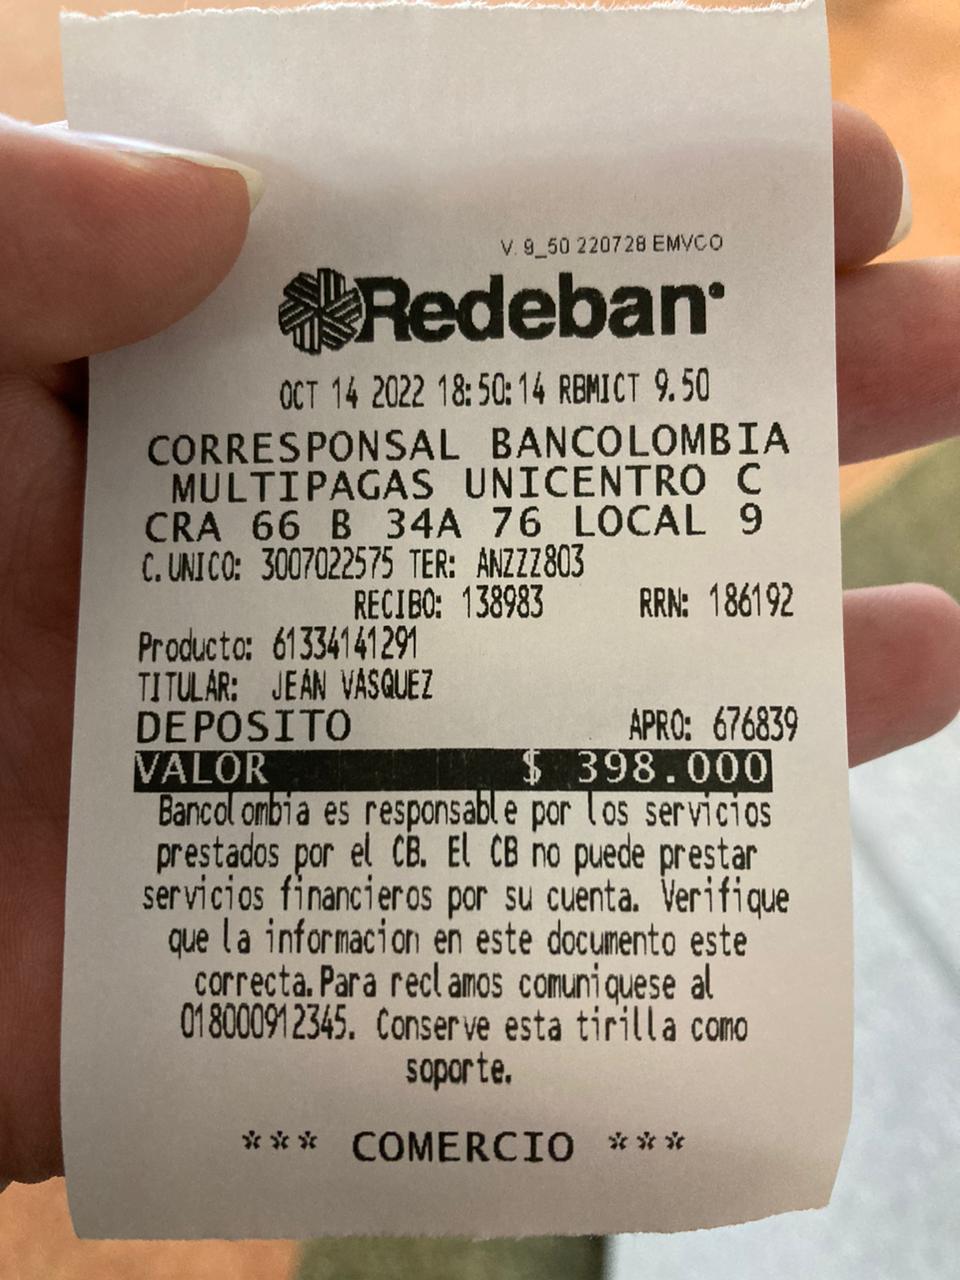 V. 9_50 220728 EMVCO
Redeban
OCT 14 2022 18:50:14 RBMICT 9.50
CORRESPONSAL BANCOLOMBIA
MULTIPAGAS UNICENTRO C
CRA 66 B 34A 76 LOCAL 9
C.UNICO: 3007022575 TER: ANZZZ803
RECIBO: 138983 RRN: 186192
Producto: 61334141291
TITULAR: JEAN VASQUEZ
DEPOSITO APRO: 676839
VALOR $ 398.000
Bancolombia es responsable por los servicios
prestados por el CB. El CB no puede prestar
servicios financieros por su cuenta. Verifique
que la informacion en este documento este
correcta.Para reclamos comuniquese al
018000912345. Conserve esta tirilla como
soporte.
*** COMERCIO ***